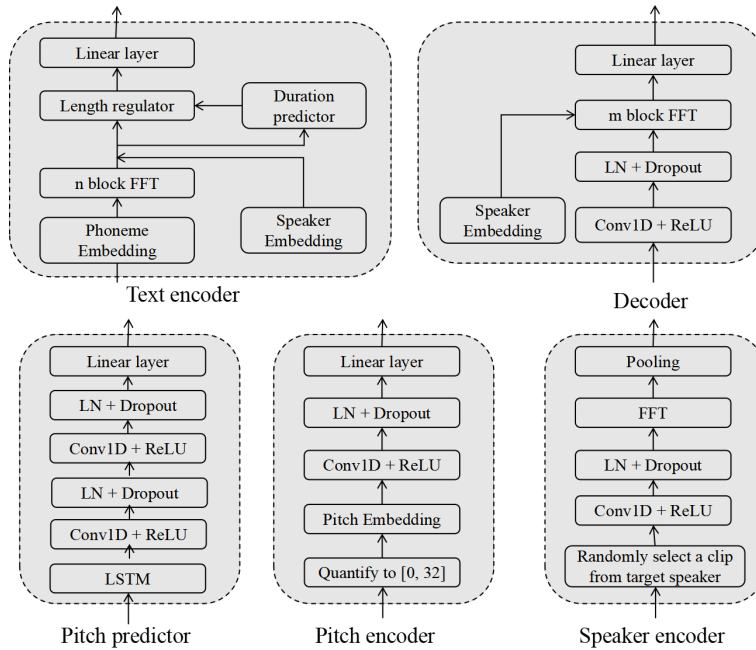 Linear layer
Length regulator
Duration
predictor
n block FFT
Phoneme
Embedding
Speaker
Embedding
Text encoder
Linear layer
m block FFT
LN + Dropout
Speaker
Embedding
Conv1D + ReLU
Decoder
Linear layer
LN + Dropout
Conv1D + ReLU
LN + Dropout
Conv1D + ReLU
LSTM
Pitch predictor
Linear layer
LN + Dropout
Conv1D + ReLU
Pitch Embedding
Quantify to [0, 32]
Pitch encoder
Pooling
FFT
LN + Dropout
Conv1D + ReLU
Randomly select a clip
from target speaker
Speaker encoder